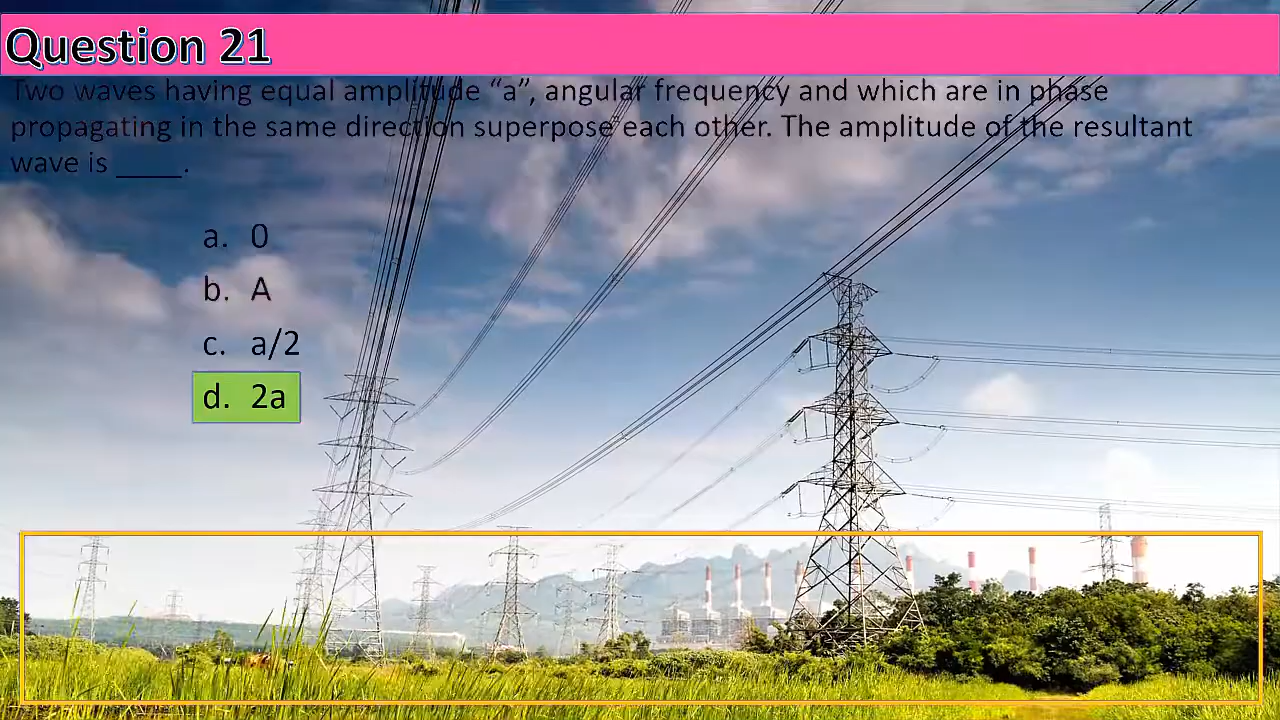 Question 21
Two waves having equal amplitude “a”, angular frequency and which are in phase
propagating in the same direction superpose each other. The amplitude of the resultant
wave is ____.
a. 0
b. A
c. a/2
d. 2a